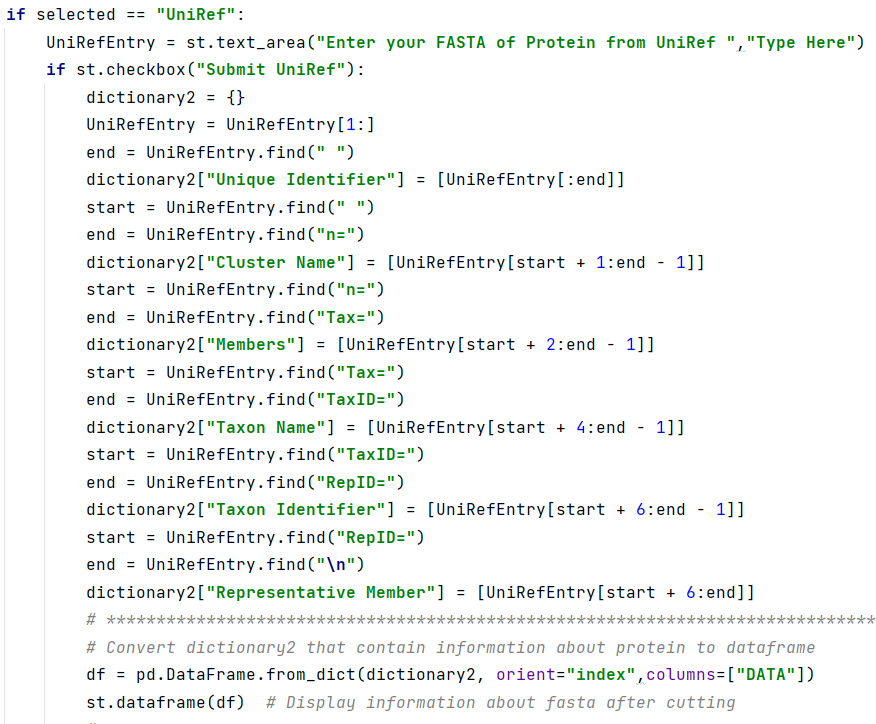 if selected == "UniRef":
    UniRefEntry = st.text_area("Enter your FASTA of Protein from UniRef ","Type Here")
    if st.checkbox("Submit UniRef"):
        dictionary2 = {}
        UniRefEntry = UniRefEntry[1:]
        end = UniRefEntry.find(" ")
        dictionary2["Unique Identifier"] = [UniRefEntry[:end]]
        start = UniRefEntry.find(" ")
        end = UniRefEntry.find("n=")
        dictionary2["Cluster Name"] = [UniRefEntry[start + 1:end - 1]]
        start = UniRefEntry.find("n=")
        end = UniRefEntry.find("Tax=")
        dictionary2["Members"] = [UniRefEntry[start + 2:end - 1]]
        start = UniRefEntry.find("Tax=")
        end = UniRefEntry.find("TaxID=")
        dictionary2["Taxon Name"] = [UniRefEntry[start + 4:end - 1]]
        start = UniRefEntry.find("TaxID=")
        end = UniRefEntry.find("RepID=")
        dictionary2["Taxon Identifier"] = [UniRefEntry[start + 6:end - 1]]
        start = UniRefEntry.find("RepID=")
        end = UniRefEntry.find("\n")
        dictionary2["Representative Member"] = [UniRefEntry[start + 6:end]]
        # *****************************************************************************
        # Convert dictionary2 that contain information about protein to dataframe
        df = pd.DataFrame.from_dict(dictionary2, orient="index",columns=["DATA"])
        st.dataframe(df)  # Display information about fasta after cutting